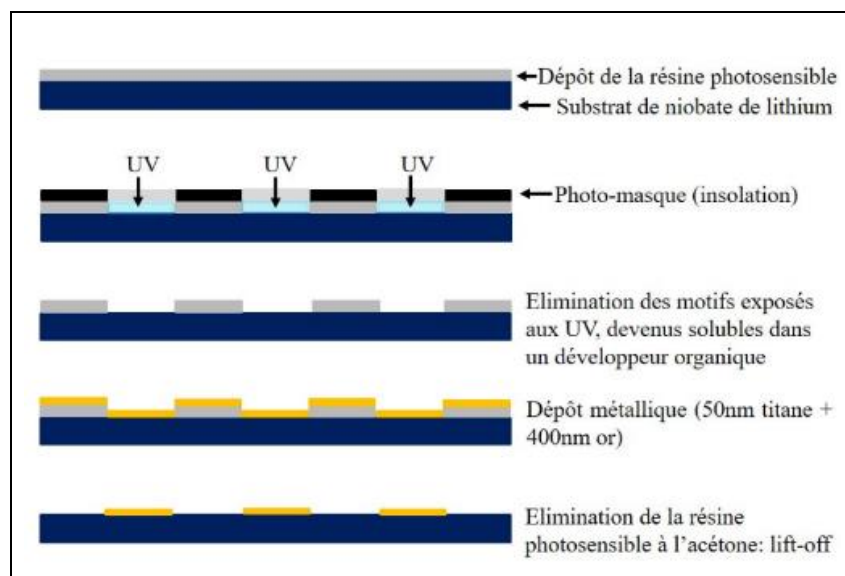 Dépôt de la résine photosensible
Substrat de niobate de lithium
UV UV UV
Photo-masque (insolation)
Elimination des motifs exposés
aux UV, devenus solubles dans
un développeur organique
Dépôt métallique (50nm titane +
400nm or)
Elimination de la résine
photosensible à l'acétone: lift-off